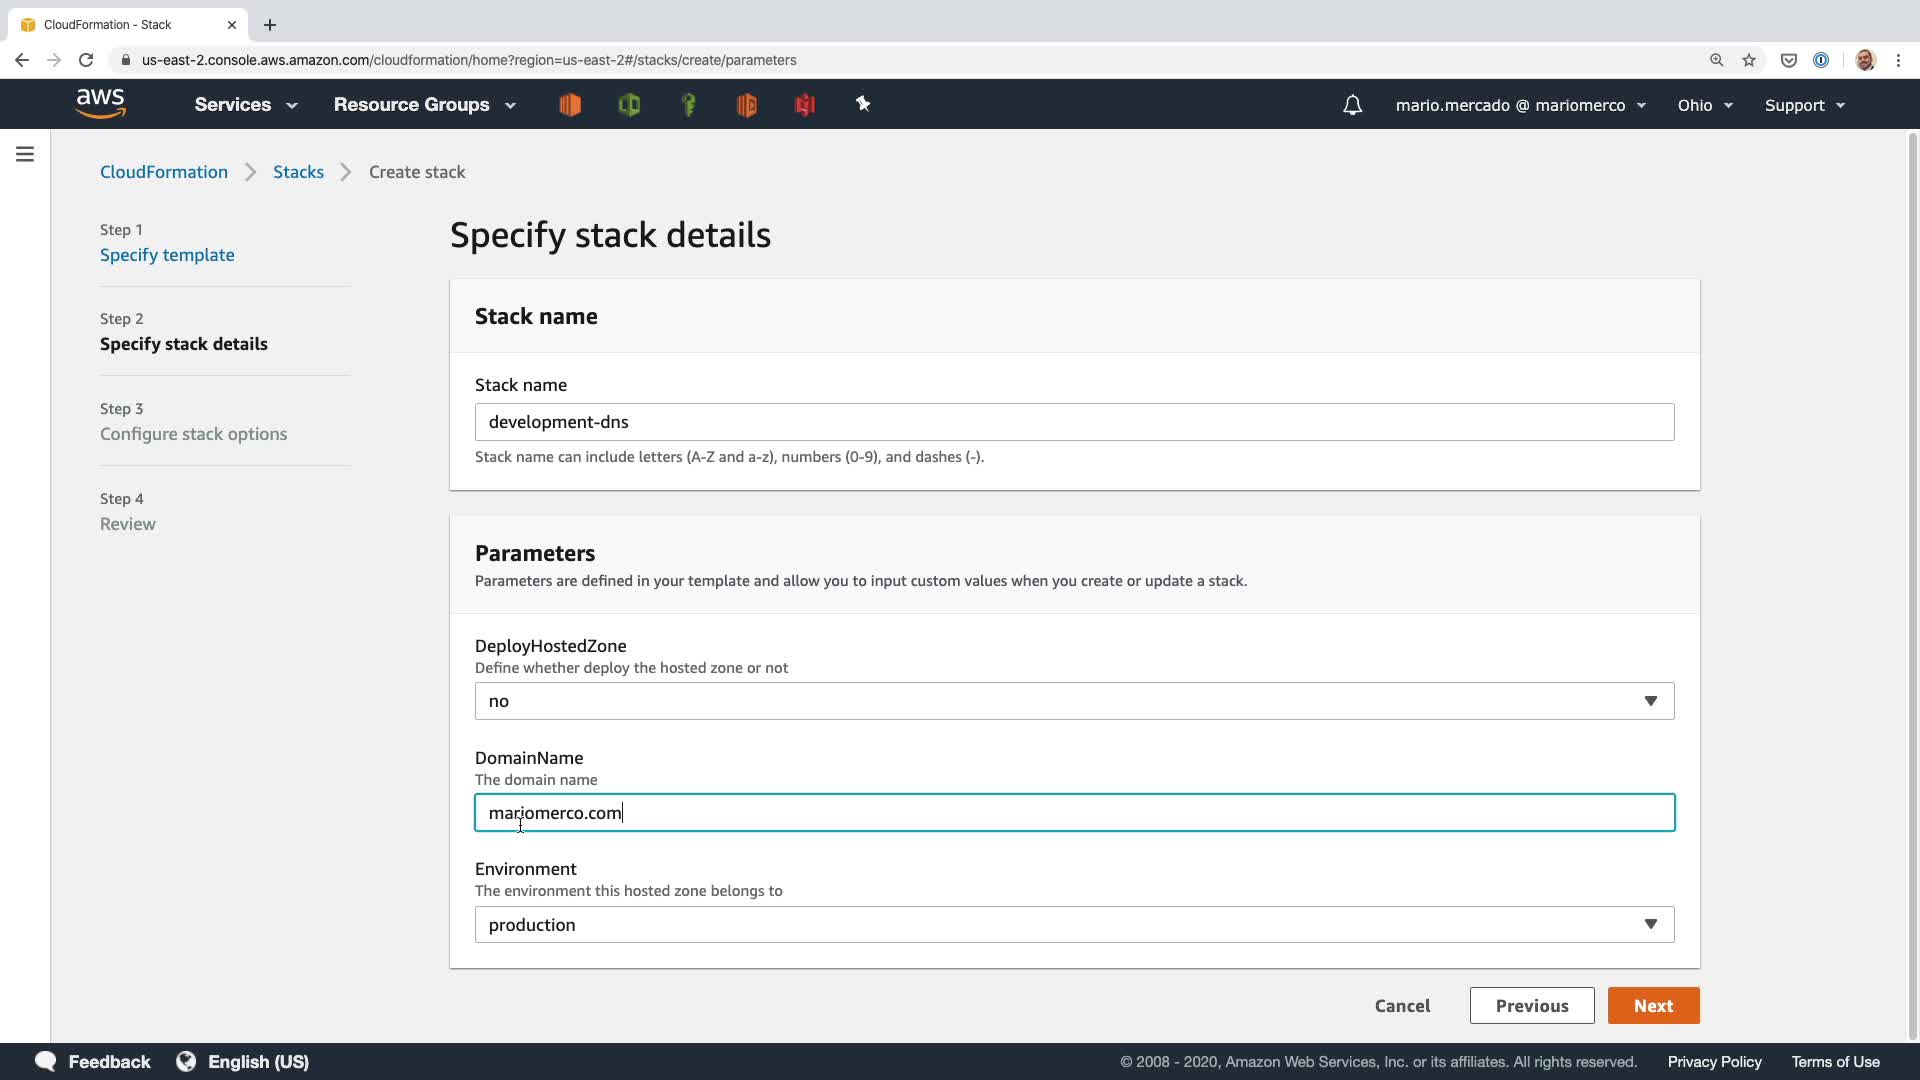 CloudFormation - Stack
us-east-2.console.aws.amazon.com/cloudformation/home?region=us-east-2#/stacks/create/parameters
aws
Services
Resource Groups
mario.mercado @ mariomerco
Ohio
Support
CloudFormation
Stacks
Create stack
Step 1
Specify template
Step 2
Specify stack details
Step 3
Configure stack options
Step 4
Review
Specify stack details
Stack name
Stack name
development-dns
Stack name can include letters (A-Z and a-z), numbers (0-9), and dashes (-).
Parameters
Parameters are defined in your template and allow you to input custom values when you create or update a stack.
DeployHostedZone
Define whether deploy the hosted zone or not
no
DomainName
The domain name
mariomerco.com
Environment
The environment this hosted zone belongs to
production
Cancel
Previous
Next
Feedback
English (US)
© 2008 - 2020, Amazon Web Services, Inc. or its affiliates. All rights reserved.
Privacy Policy
Terms of Use